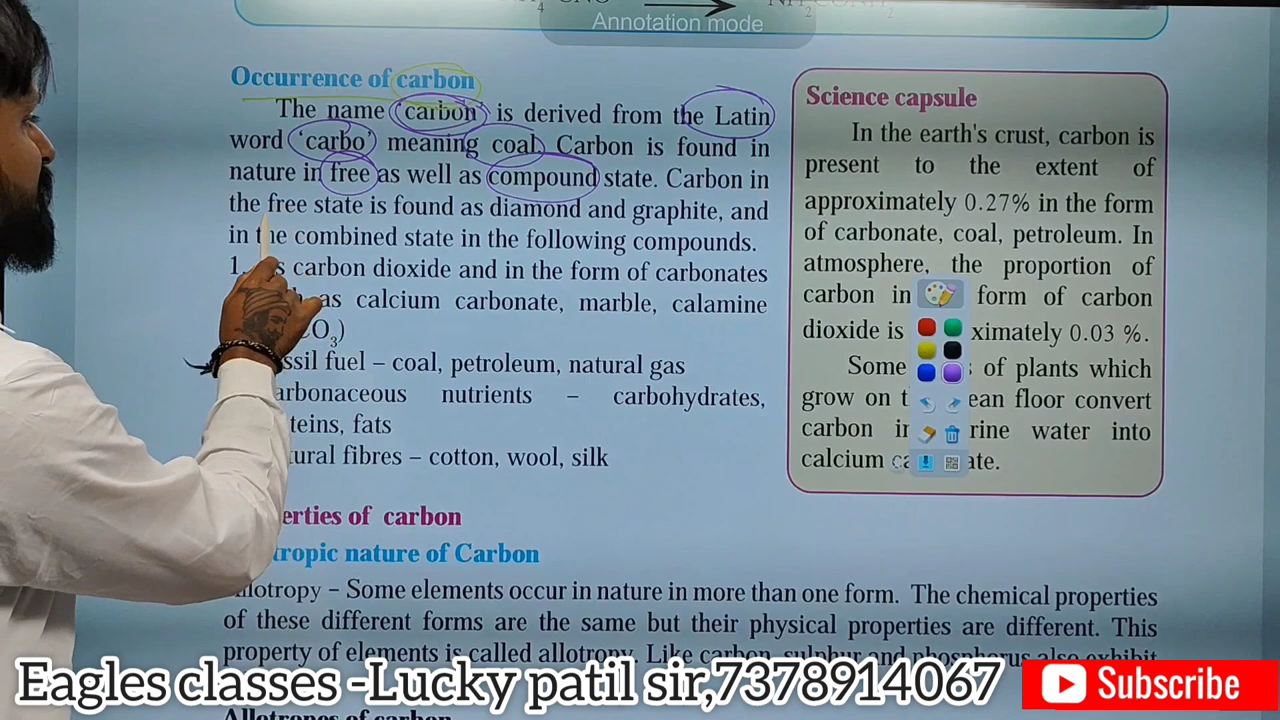 Annotation mode
Occurrence of carbon
The name 'carbon' is derived from the Latin
word 'carbo' meaning coal. Carbon is found in
nature in free as well as compound state. Carbon in
the free state is found as diamond and graphite, and
in the combined state in the following compounds.
1. carbon dioxide and in the form of carbonates
as calcium carbonate, marble, calamine
O3)
fuel – coal, petroleum, natural gas
nutrients – carbohydrates,
fats
fibres – cotton, wool, silk
of carbon
nature of Carbon
Allotropy – Some elements occur in nature in more than one form. The chemical properties
of these different forms are the same but their physical properties are different. This
property of elements is called allotropy. Like carbon, sulphur and phosphorus also exhibit
Allotropes of carbon
Science capsule
In the earth's crust, carbon is
present to the extent of
approximately 0.27% in the form
of carbonate, coal, petroleum. In
atmosphere, the proportion of
carbon in form of carbon
dioxide is ximately 0.03 %.
Some of plants which
grow on ean floor convert
carbon rine water into
calcium ate.
Eagles classes -Lucky patil sir,7378914067
Subscribe